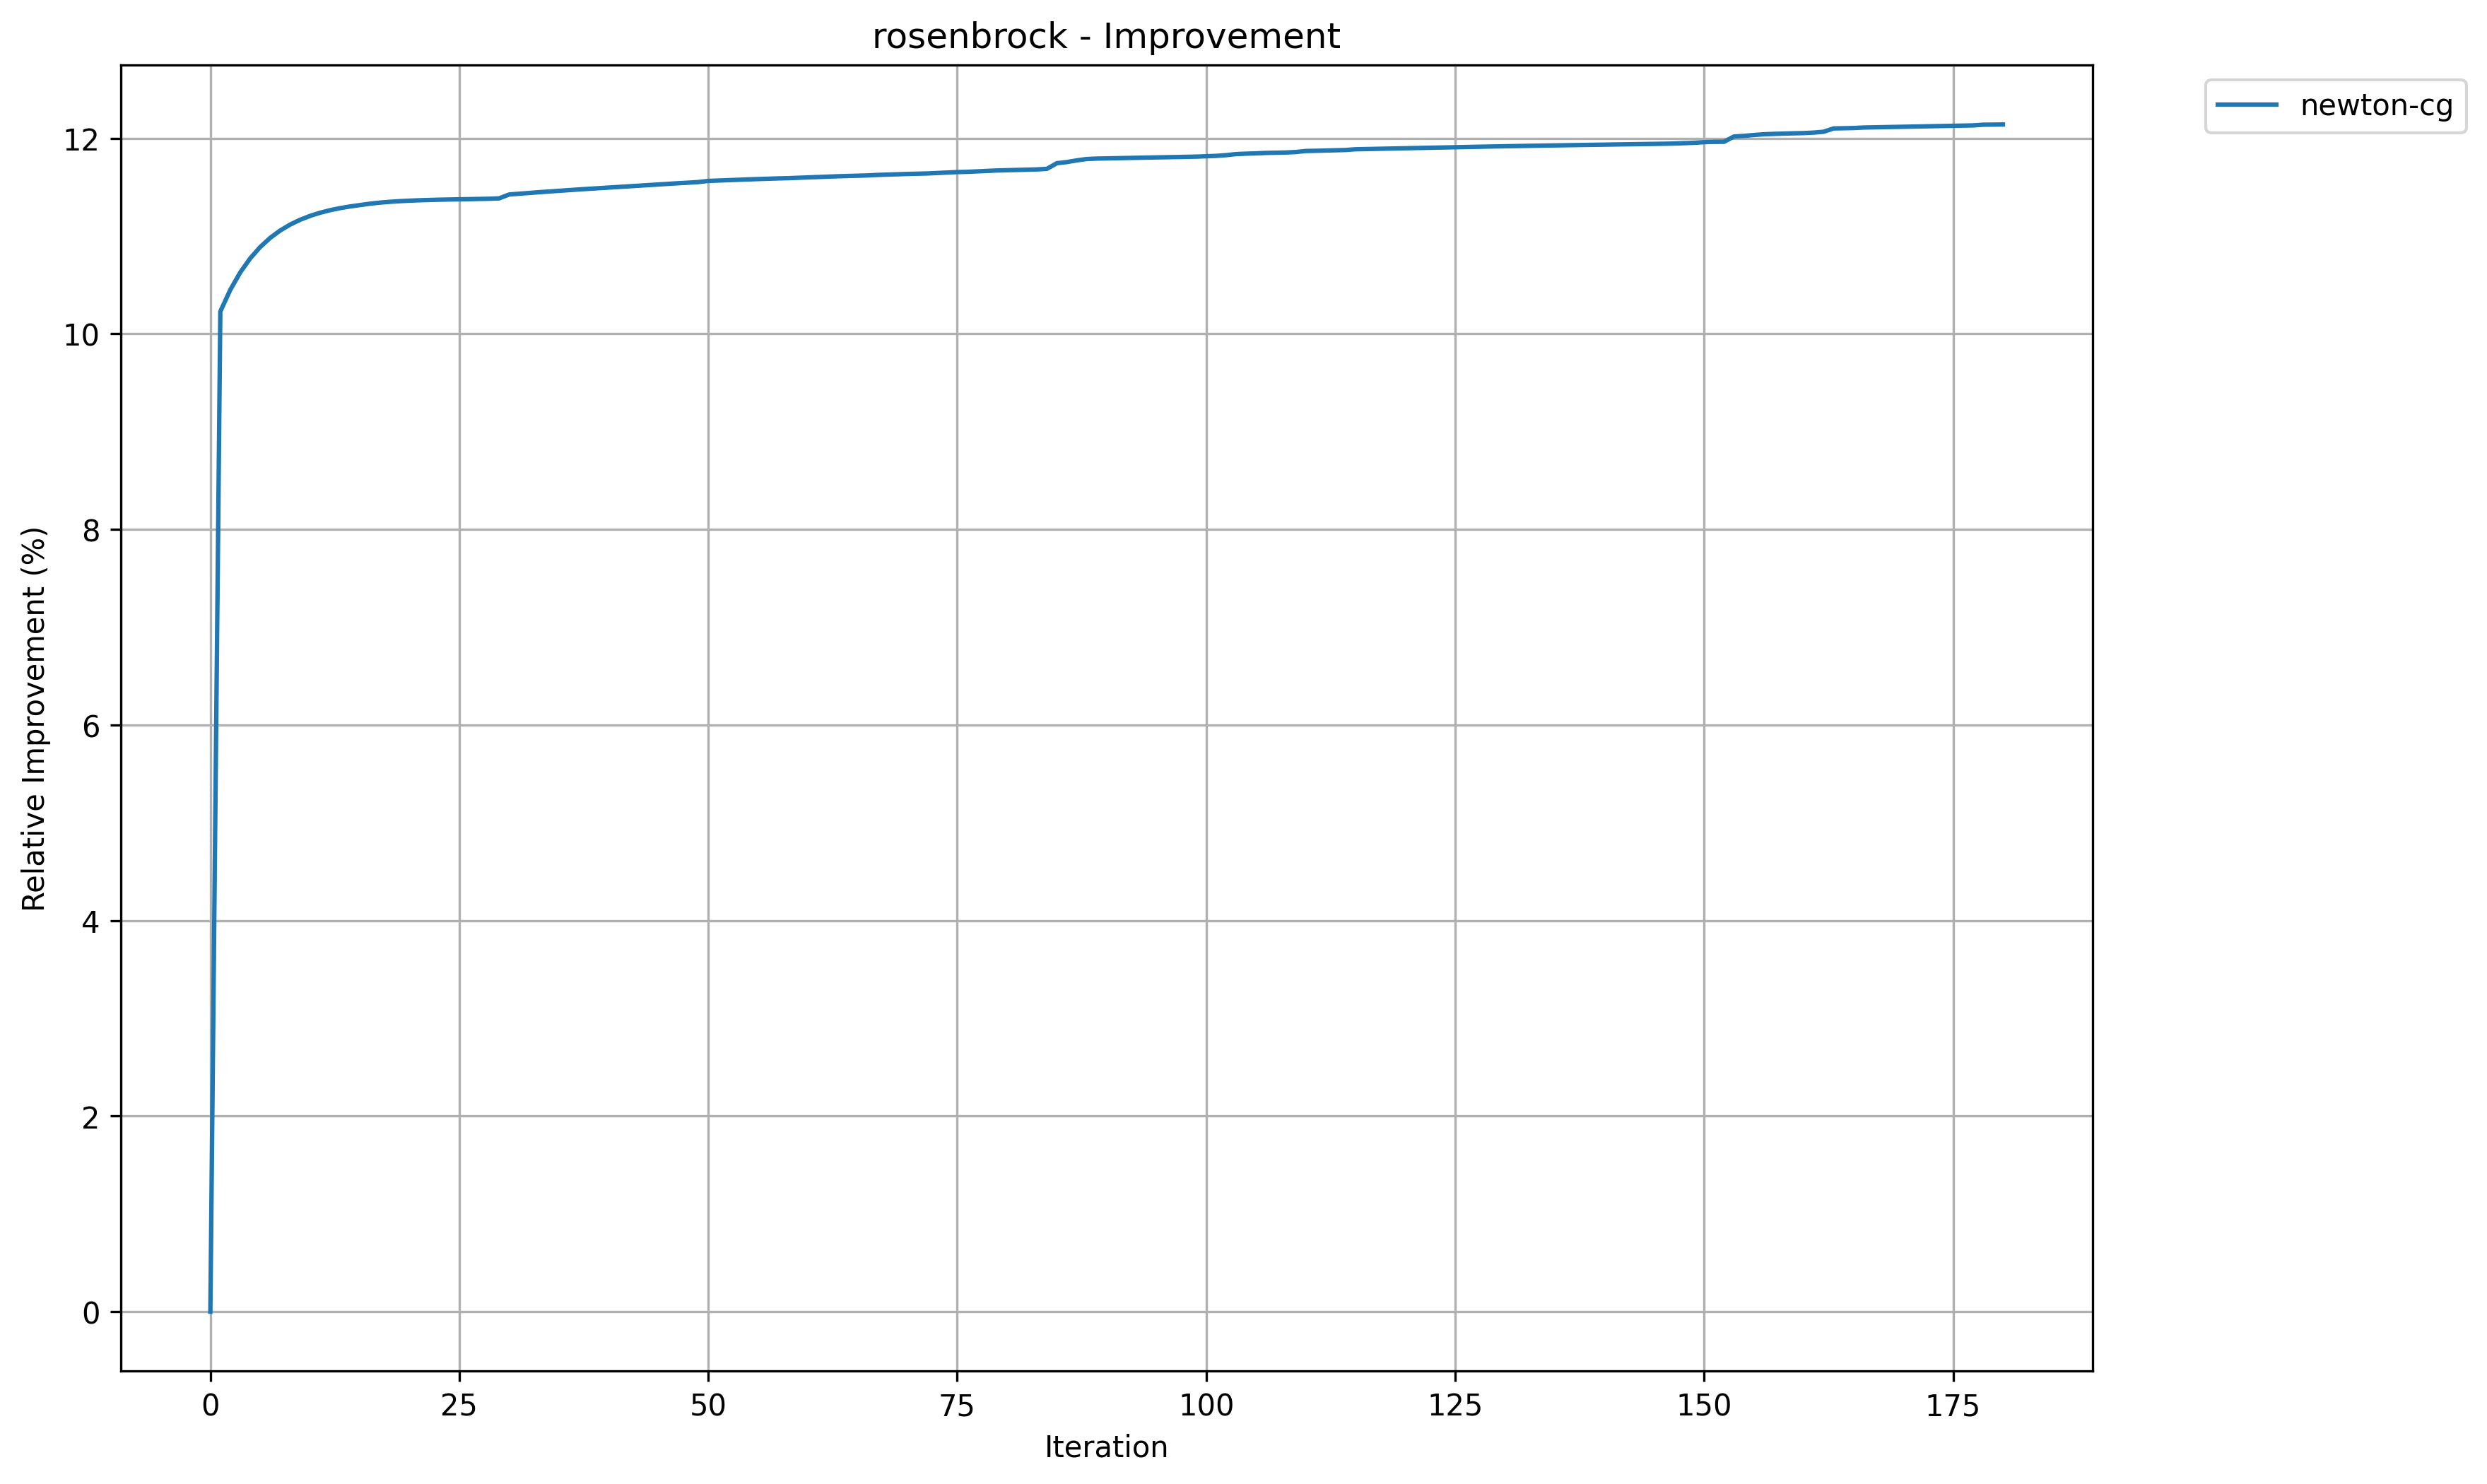 rosenbrock - Improvement
newton-cg
Relative Improvement (%)
12
10
8
6
4
2
0
0 25 50 75 100 125 150 175
Iteration